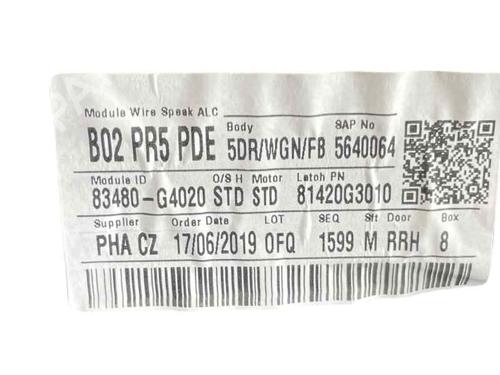 Module Wire Speak ALC
B02 PR5 PDE Body 5DR/WGN/FB SAP No 5640064
Module ID O/S H Motor Latch PN
83480-G4020 STD STD 81420G3010
Supplier Order Date LOT SEQ Sft Door Box
PHA CZ 17/06/2019 0FQ 1599 M RRH 8